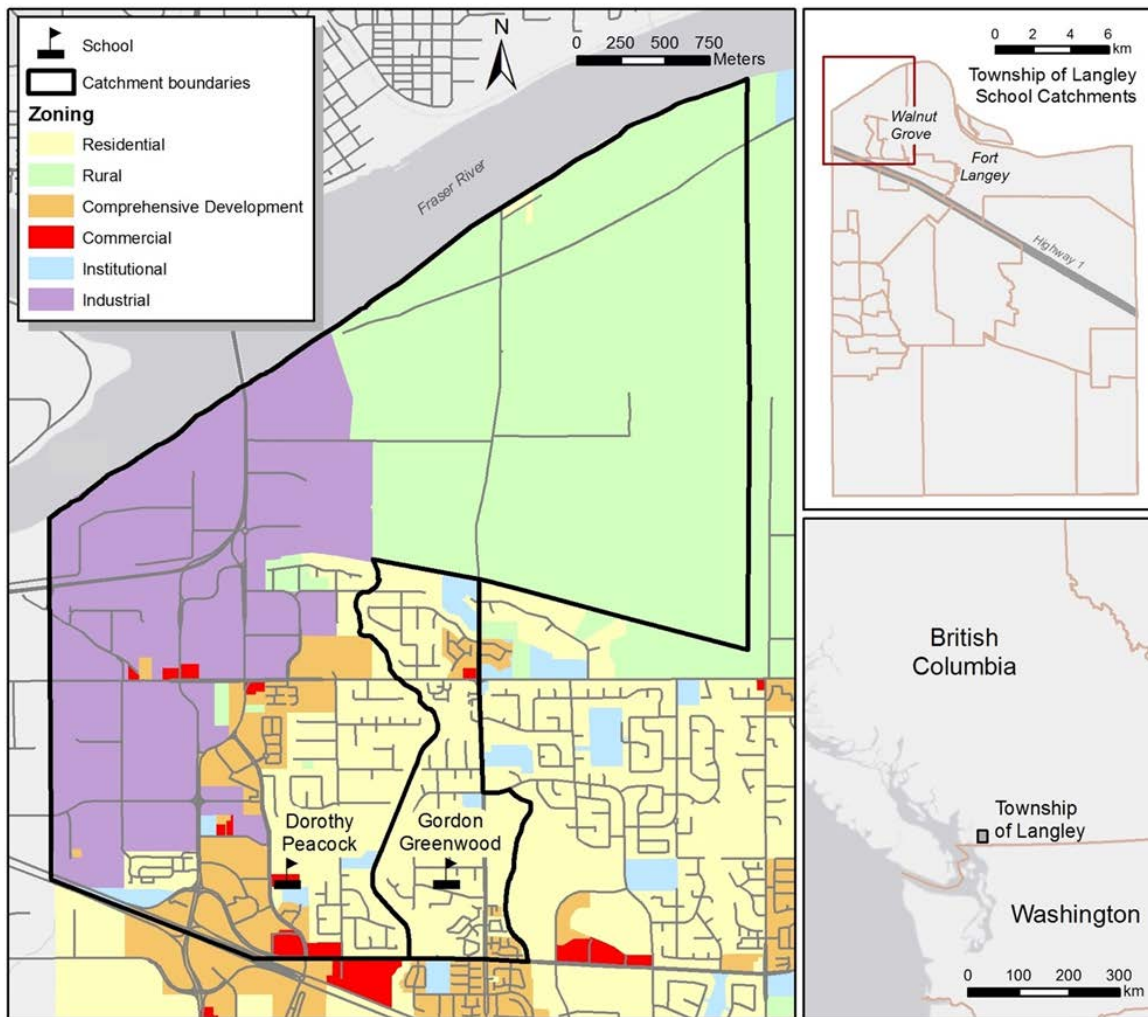 School
Catchment boundaries
Zoning
Residential
Rural
Comprehensive Development
Commercial
Institutional
Industrial
N
0 250 500 750
Meters
Fraser River
Dorothy
Peacock
Gordon
Greenwood
0 2 4 6
km
Township of Langley
School Catchments
Walnut
Grove
Fort
Langey
Highway 1
British
Columbia
Township
of Langley
Washington
0 100 200 300
km